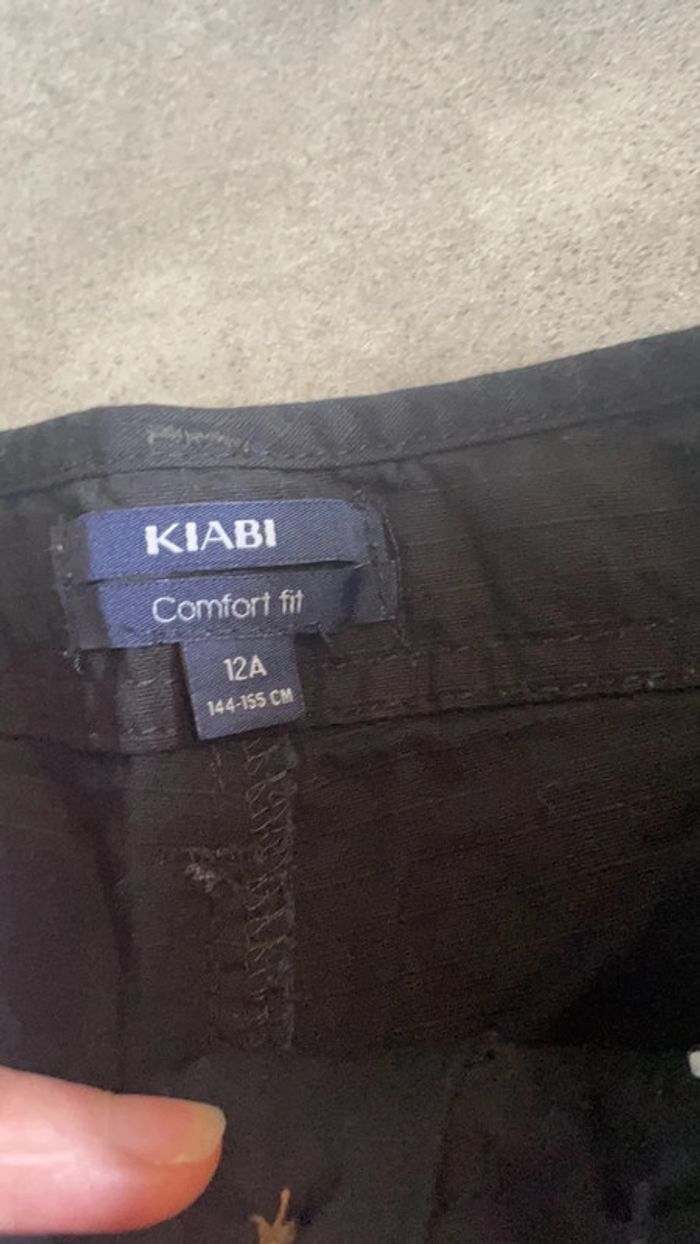 KIABI
Comfort fit
12A
144-155 CM